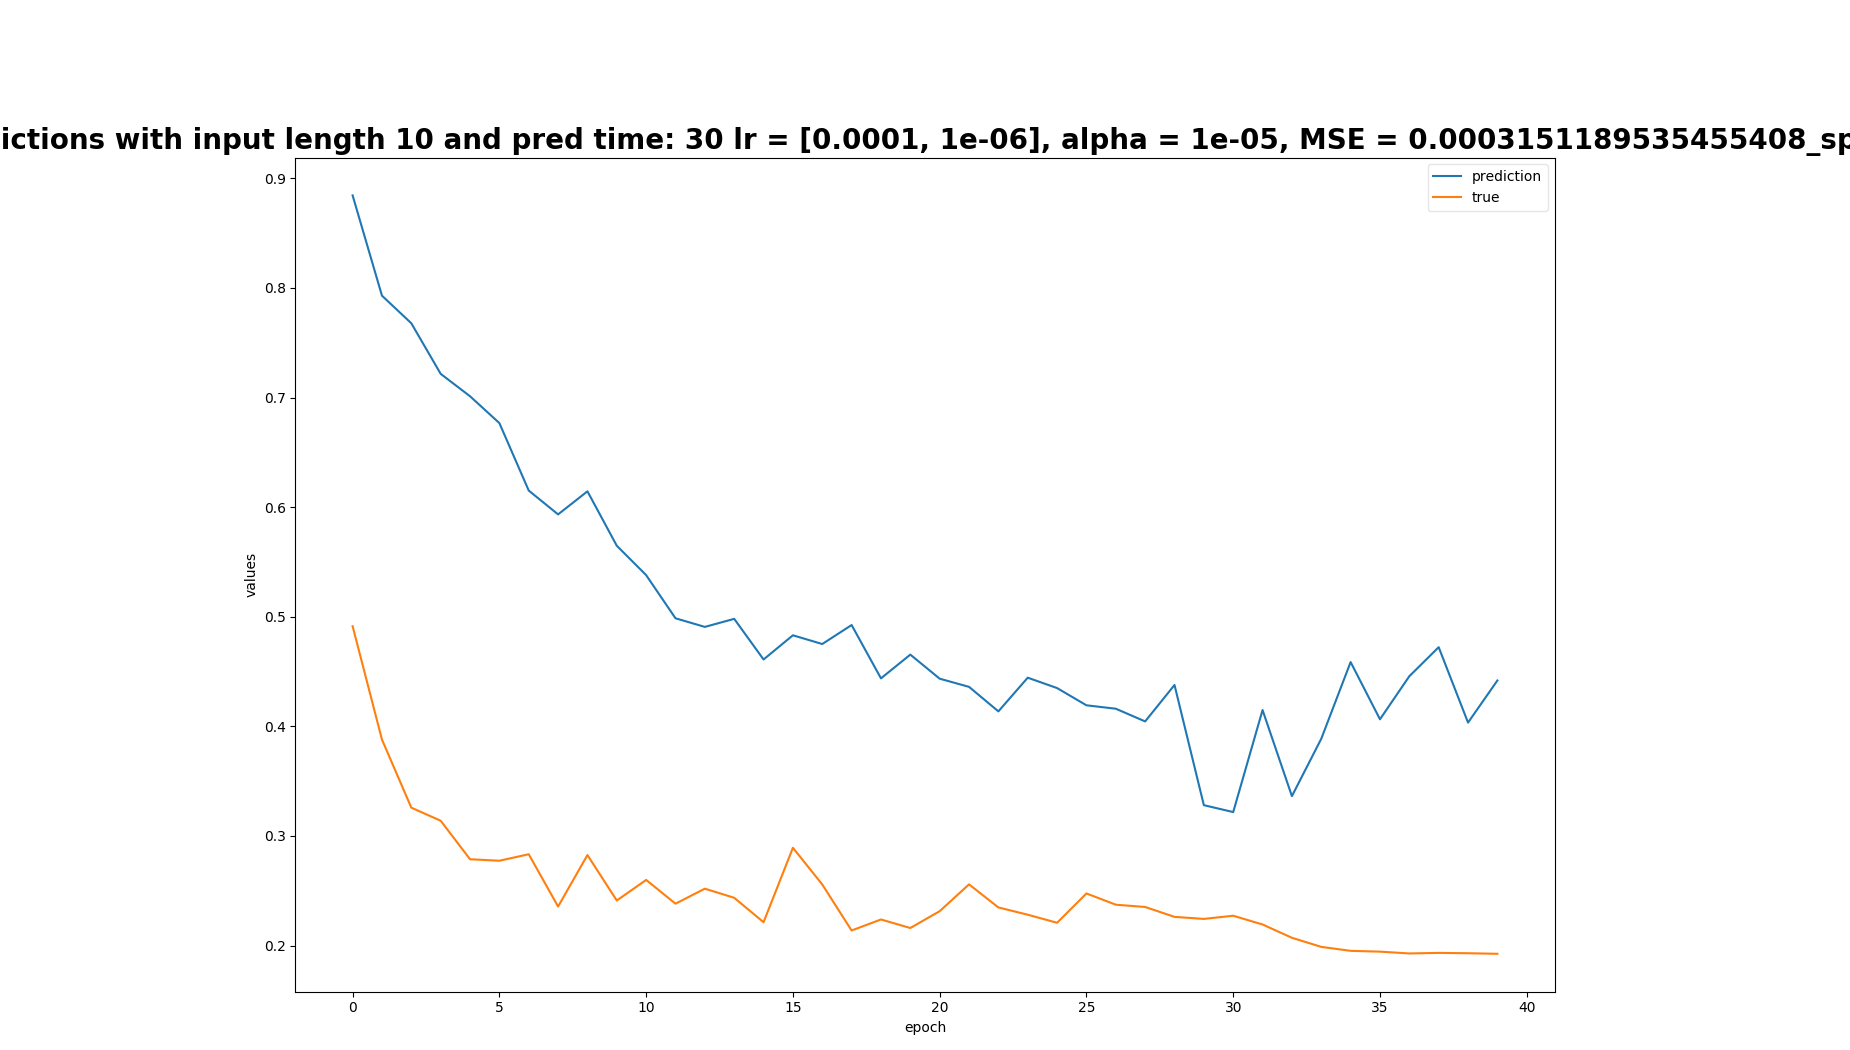 ictions with input length 10 and pred time: 30 lr = [0.0001, 1e-06], alpha = 1e-05, MSE = 0.0003151189535455408_sp
prediction
true
0.9
0.8
0.7
0.6
0.5
0.4
0.3
0.2
values
0 5 10 15 20 25 30 35 40
epoch